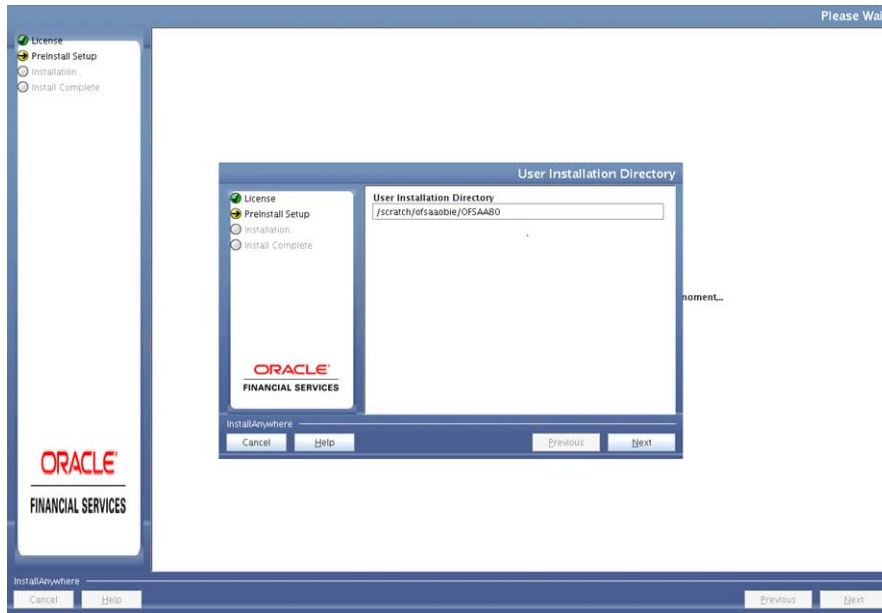 Please Wai
License
PreInstall Setup
Installation...
Install Complete
User Installation Directory
License
PreInstall Setup
Installation...
Install Complete
User Installation Directory
/scratch/ofsaaobie/OFSAA80
moment...
ORACLE
FINANCIAL SERVICES
InstallAnywhere
Cancel Help Previous Next
ORACLE
FINANCIAL SERVICES
InstallAnywhere
Cancel Help Previous Next